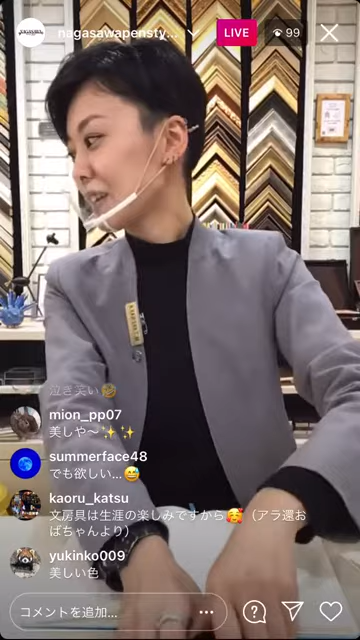 nagasawapensty...
LIVE
99
泣き笑い🤣
mion_pp07
美しや〜✨✨
summerface48
でも欲しい...😅
kaoru_katsu
文房具は生涯の楽しみですから🥰（アラ還お
ばちゃんより）
yukinko009
美しい色
コメントを追加...